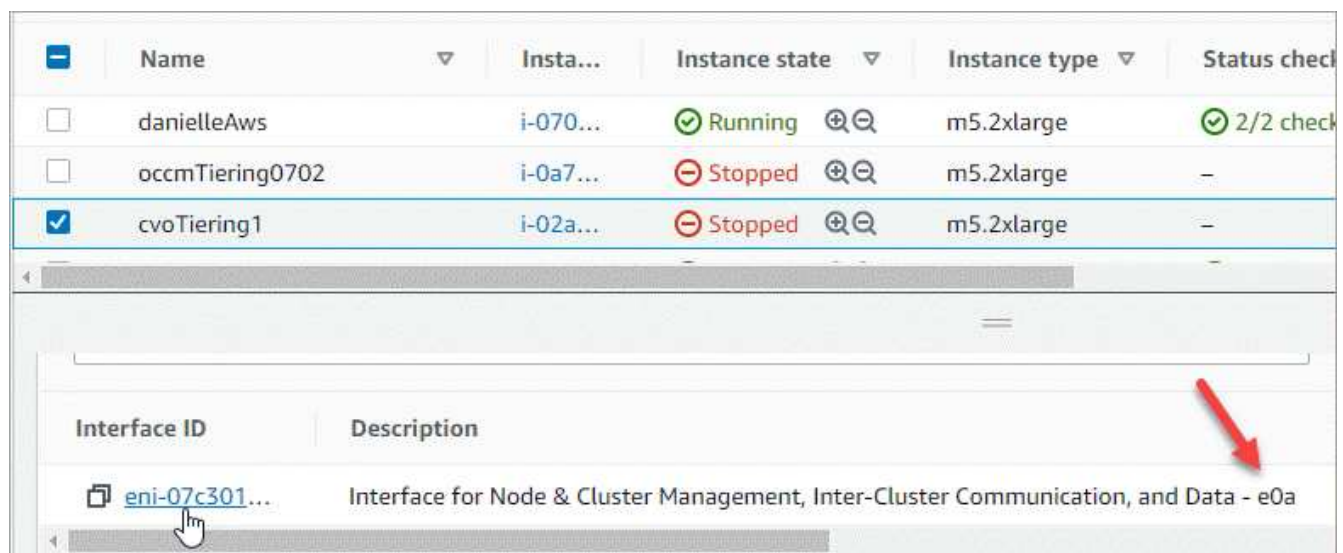 Name Insta... Instance state Instance type Status check
danielleAws i-070... Running m5.2xlarge 2/2 check
occmTiering0702 i-0a7... Stopped m5.2xlarge –
cvoTiering1 i-02a... Stopped m5.2xlarge –
Interface ID Description
eni-07c301... Interface for Node & Cluster Management, Inter-Cluster Communication, and Data - e0a